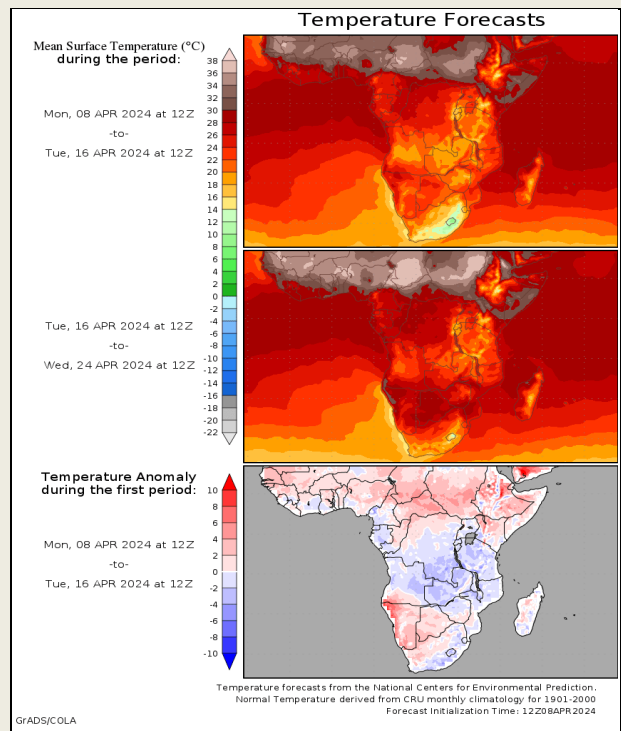 Temperature Forecasts
Mean Surface Temperature (°C)
during the period:
Mon, 08 APR 2024 at 12Z
-to-
Tue, 16 APR 2024 at 12Z
38
36
34
32
30
28
26
24
22
20
18
16
14
12
10
8
6
4
2
0
-2
-4
-6
-8
-10
-12
-14
-16
-18
-20
-22
Tue, 16 APR 2024 at 12Z
-to-
Wed, 24 APR 2024 at 12Z
Temperature Anomaly
during the first period:
Mon, 08 APR 2024 at 12Z
-to-
Tue, 16 APR 2024 at 12Z
10
8
6
4
2
0
-2
-4
-6
-8
-10
Temperature forecasts from the National Centers for Environmental Prediction.
Normal Temperature derived from CRU monthly climatology for 1901-2000
Forecast Initialization Time: 12Z08APR2024
GrADS/COLA